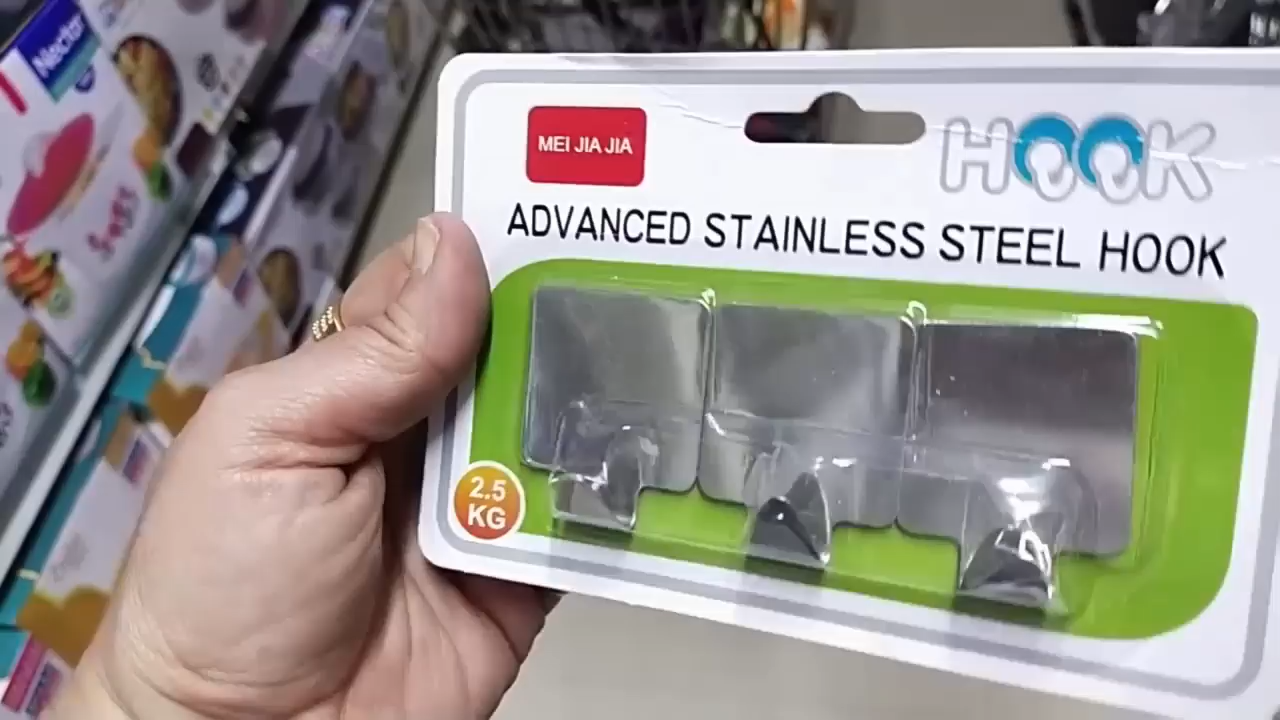 Nectar
MEI JIA JIA
HOOK
ADVANCED STAINLESS STEEL HOOK
2.5
KG